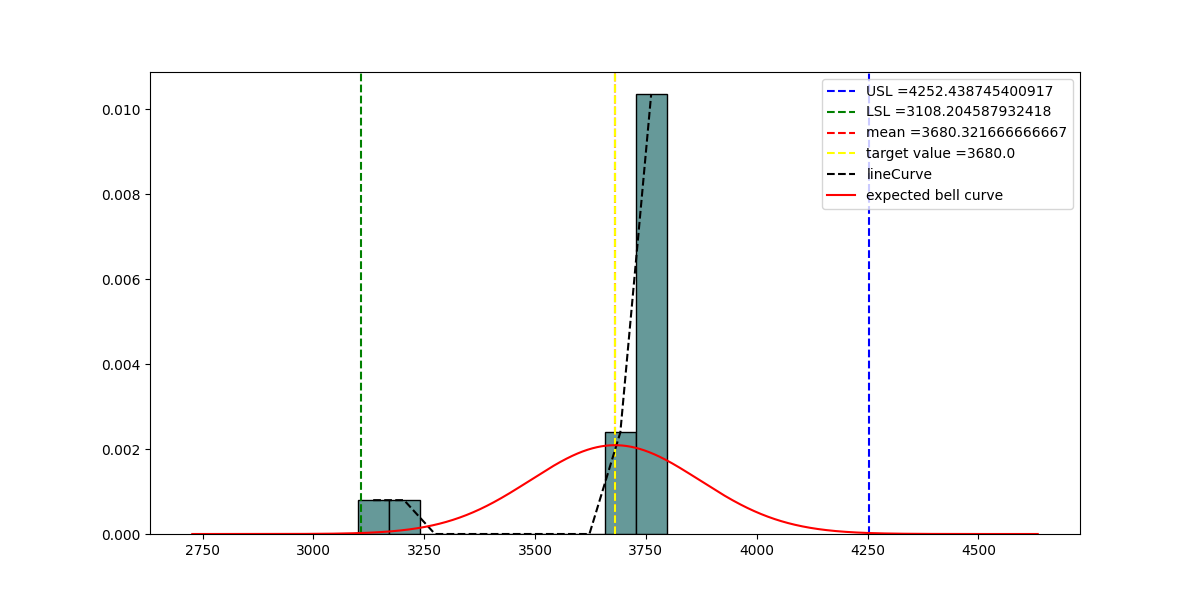 USL =4252.438745400917
LSL =3108.204587932418
mean =3680.321666666667
target value =3680.0
lineCurve
expected bell curve
0.010
0.008
0.006
0.004
0.002
0.000
2750 3000 3250 3500 3750 4000 4250 4500